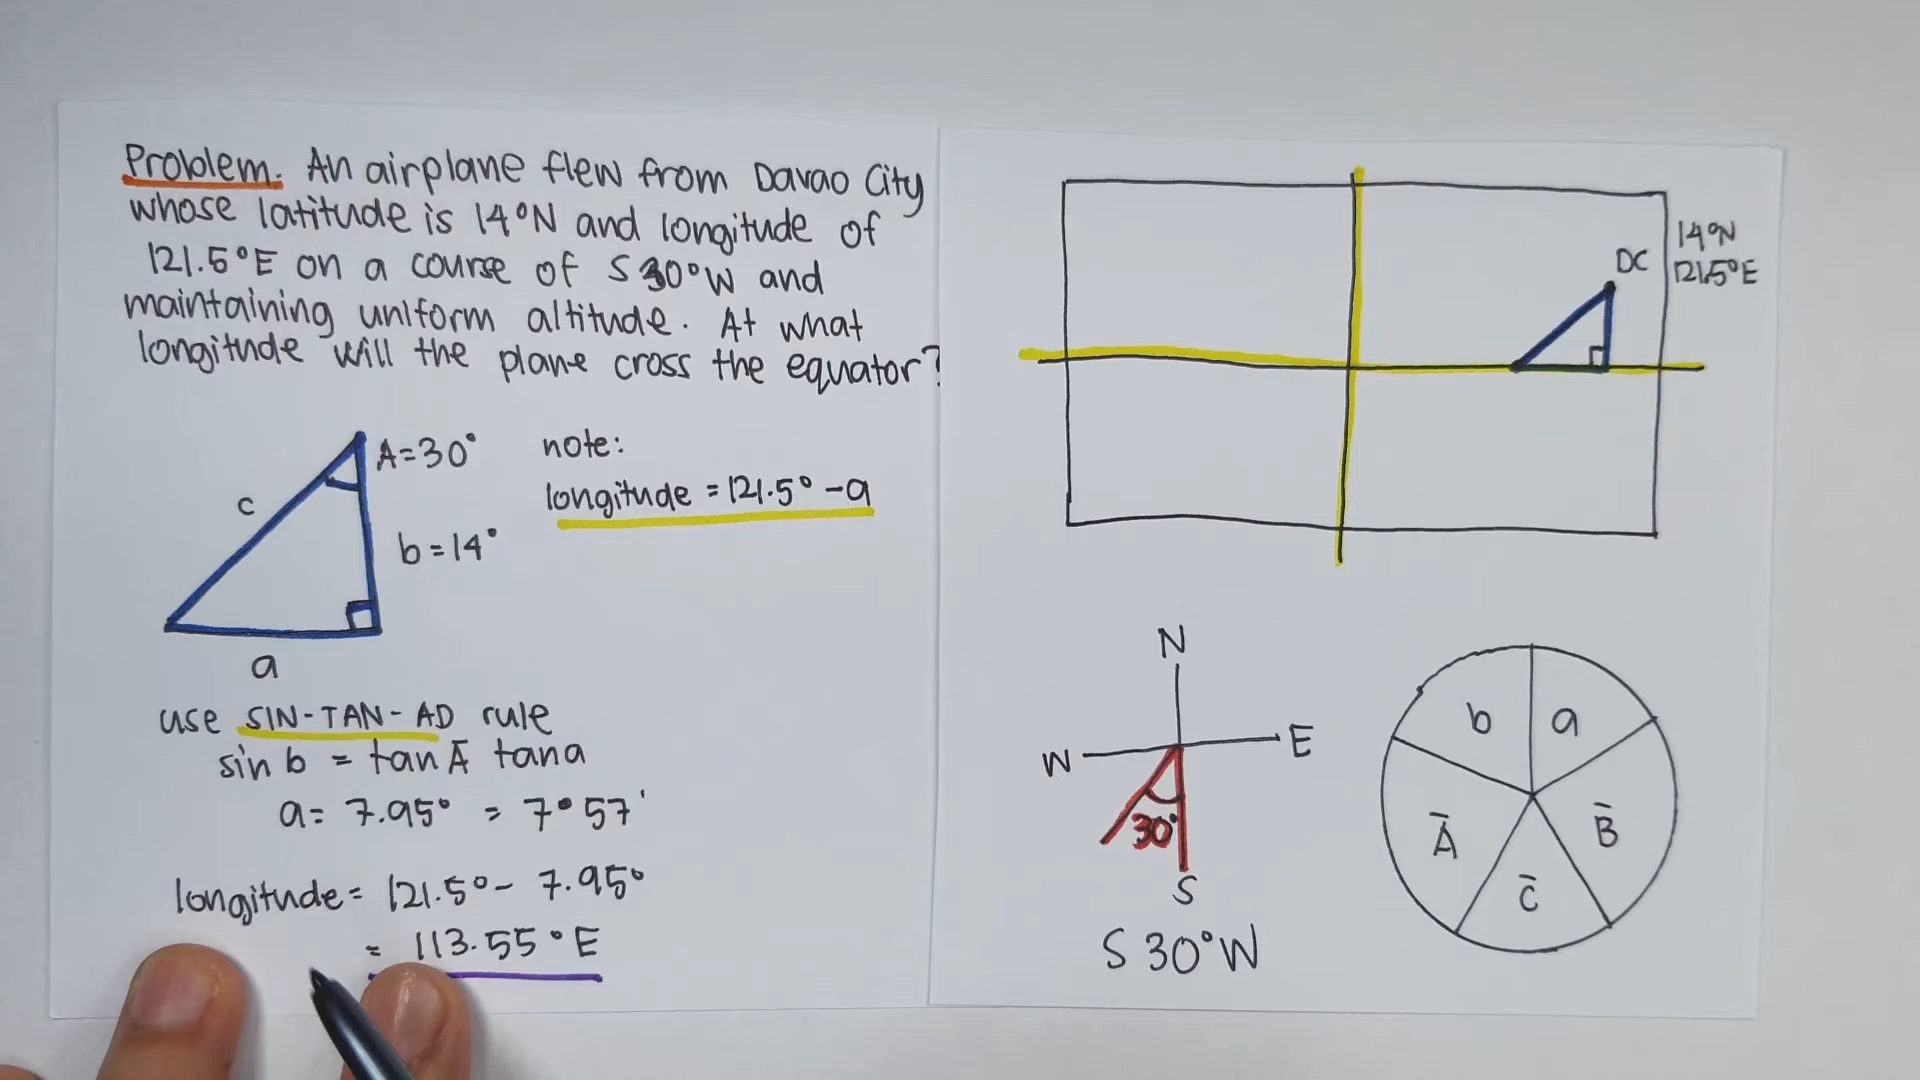 Problem. An airplane flew from Davao City
whose latitude is 14°N and longitude of
121.5°E on a course of S 30°W and
maintaining uniform altitude. At what
longitude will the plane cross the equator?
A=30°
c
b=14°
a
note:
longitude = 121.5° - a
use SIN-TAN-AD rule
sin b = tan A̅ tan a
a = 7.95° = 7°57'
longitude = 121.5° - 7.95°
= 113.55°E
DC
14°N
121.5°E
N
W
E
30°
S
S 30°W
b
a
A̅
B̅
C̅